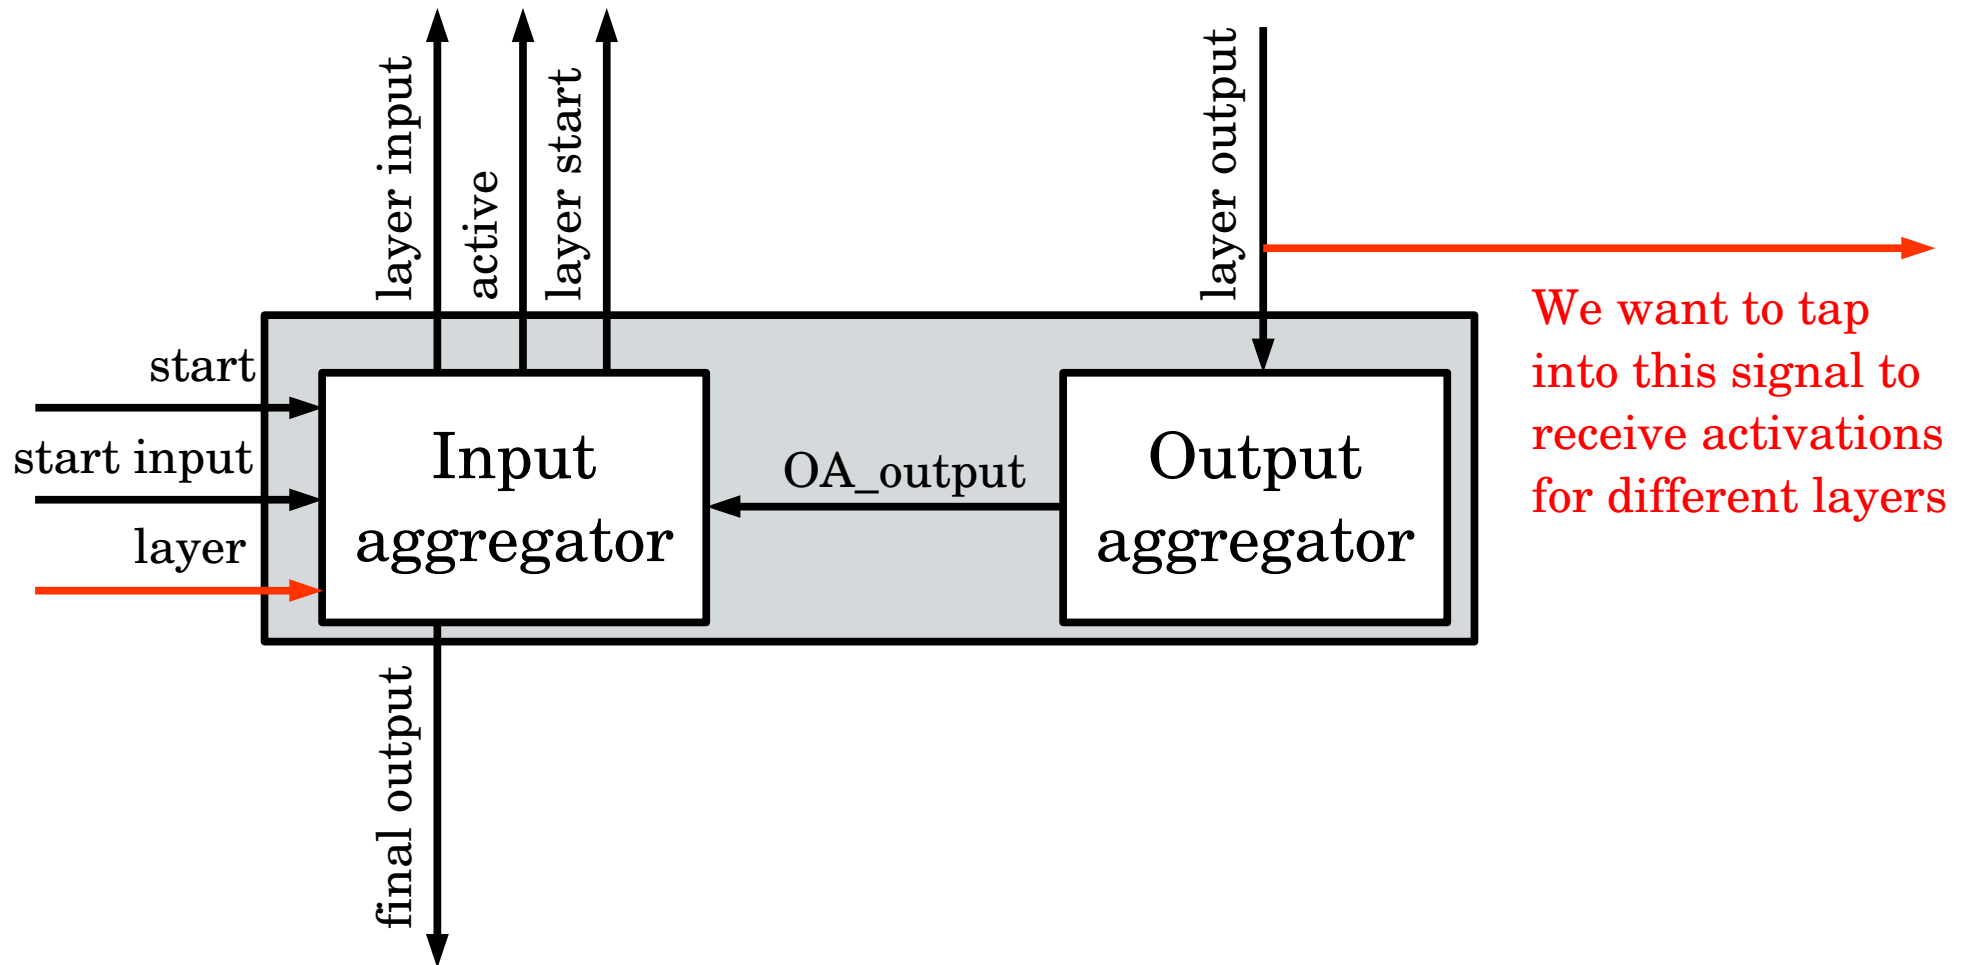 layer input
active
layer start
layer output
We want to tap
into this signal to
receive activations
for different layers
start
start input
layer
Input
aggregator
OA_output
Output
aggregator
final output